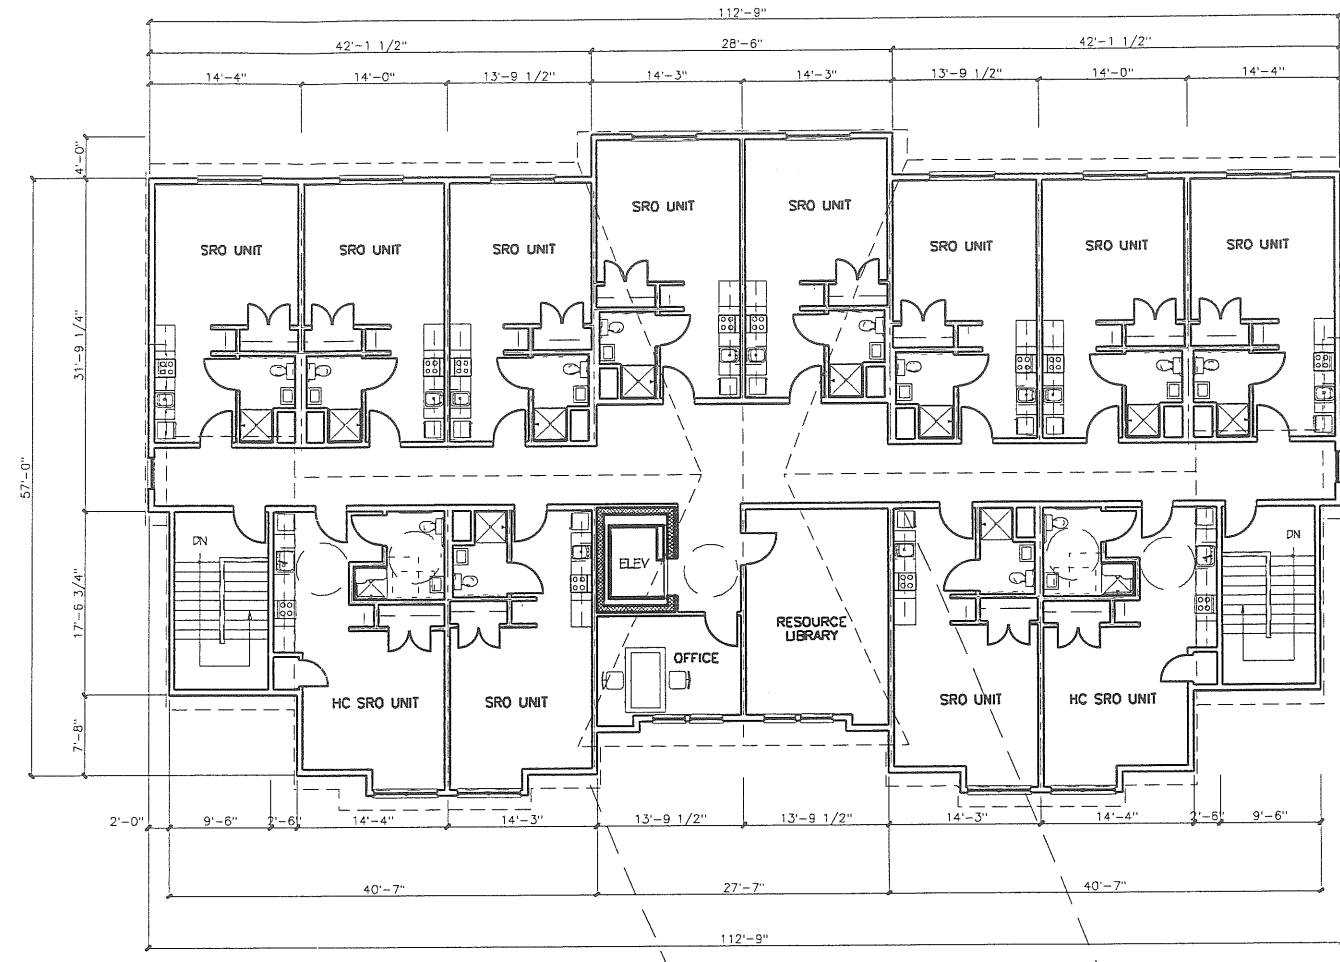 112'-9"
42'-1 1/2"
28'-6"
42'-1 1/2"
14'-4"
14'-0"
13'-9 1/2"
14'-3"
14'-3"
13'-9 1/2"
14'-0"
14'-4"
4'-0"
31'-9 1/4"
57'-0"
17'-6 3/4"
7'-8"
SRO UNIT
SRO UNIT
SRO UNIT
SRO UNIT
SRO UNIT
SRO UNIT
SRO UNIT
SRO UNIT
DN
ELEV
DN
RESOURCE
LIBRARY
OFFICE
HC SRO UNIT
SRO UNIT
SRO UNIT
HC SRO UNIT
2'-0"
9'-6"
2'-6"
14'-4"
14'-3"
13'-9 1/2"
13'-9 1/2"
14'-3"
14'-4"
2'-6"
9'-6"
40'-7"
27'-7"
40'-7"
112'-9"